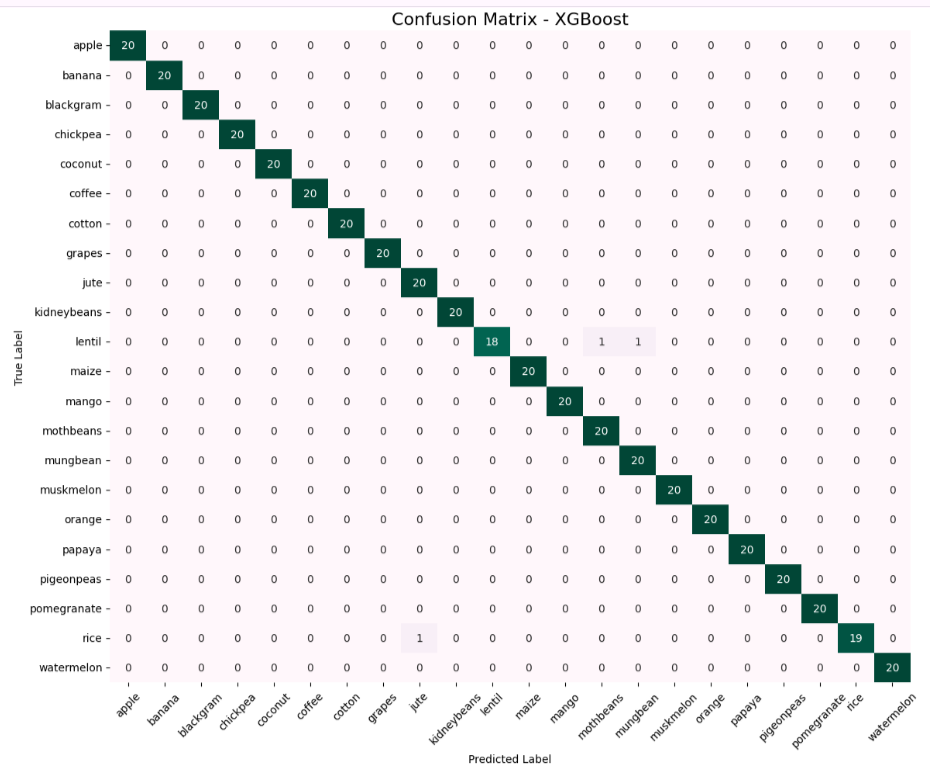 Confusion Matrix - XGBoost
apple 20 0 0 0 0 0 0 0 0 0 0 0 0 0 0 0 0 0 0 0 0 0
banana 0 20 0 0 0 0 0 0 0 0 0 0 0 0 0 0 0 0 0 0 0 0
blackgram 0 0 20 0 0 0 0 0 0 0 0 0 0 0 0 0 0 0 0 0 0 0
chickpea 0 0 0 20 0 0 0 0 0 0 0 0 0 0 0 0 0 0 0 0 0 0
coconut 0 0 0 0 20 0 0 0 0 0 0 0 0 0 0 0 0 0 0 0 0 0
coffee 0 0 0 0 0 20 0 0 0 0 0 0 0 0 0 0 0 0 0 0 0 0
cotton 0 0 0 0 0 0 20 0 0 0 0 0 0 0 0 0 0 0 0 0 0 0
grapes 0 0 0 0 0 0 0 20 0 0 0 0 0 0 0 0 0 0 0 0 0 0
jute 0 0 0 0 0 0 0 0 20 0 0 0 0 0 0 0 0 0 0 0 0 0
kidneybeans 0 0 0 0 0 0 0 0 0 20 0 0 0 0 0 0 0 0 0 0 0 0
lentil 0 0 0 0 0 0 0 0 0 0 18 0 0 1 1 0 0 0 0 0 0 0
maize 0 0 0 0 0 0 0 0 0 0 0 20 0 0 0 0 0 0 0 0 0 0
mango 0 0 0 0 0 0 0 0 0 0 0 0 20 0 0 0 0 0 0 0 0 0
mothbeans 0 0 0 0 0 0 0 0 0 0 0 0 0 20 0 0 0 0 0 0 0 0
mungbean 0 0 0 0 0 0 0 0 0 0 0 0 0 0 20 0 0 0 0 0 0 0
muskmelon 0 0 0 0 0 0 0 0 0 0 0 0 0 0 0 20 0 0 0 0 0 0
orange 0 0 0 0 0 0 0 0 0 0 0 0 0 0 0 0 20 0 0 0 0 0
papaya 0 0 0 0 0 0 0 0 0 0 0 0 0 0 0 0 0 20 0 0 0 0
pigeonpeas 0 0 0 0 0 0 0 0 0 0 0 0 0 0 0 0 0 0 20 0 0 0
pomegranate 0 0 0 0 0 0 0 0 0 0 0 0 0 0 0 0 0 0 0 20 0 0
rice 0 0 0 0 0 0 0 0 1 0 0 0 0 0 0 0 0 0 0 0 19 0
watermelon 0 0 0 0 0 0 0 0 0 0 0 0 0 0 0 0 0 0 0 0 0 20
True Label
apple banana blackgram chickpea coconut coffee cotton grapes jute kidneybeans lentil maize mango mothbeans mungbean muskmelon orange papaya pigeonpeas pomegranate rice watermelon
Predicted Label